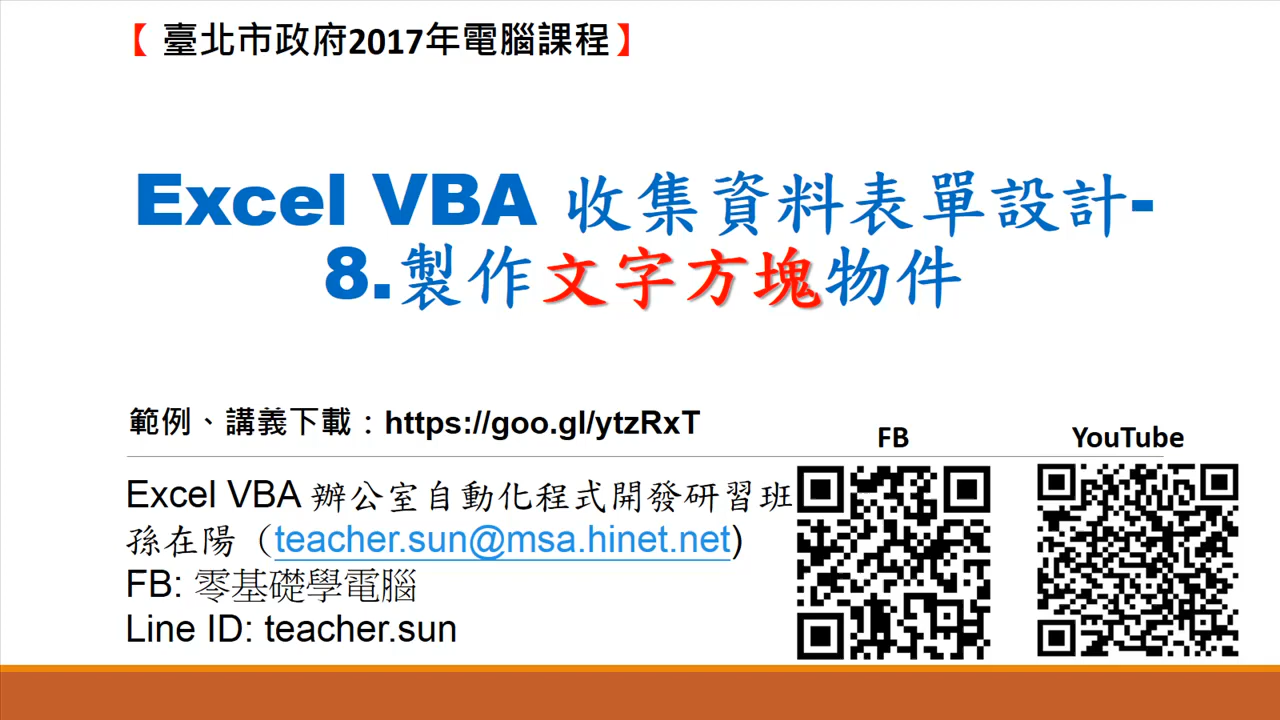 【 臺北市政府2017年電腦課程】
Excel VBA 收集資料表單設計-
8.製作文字方塊物件
範例、講義下載：https://goo.gl/ytzRxT
FB
YouTube
Excel VBA 辦公室自動化程式開發研習班
孫在陽（teacher.sun@msa.hinet.net)
FB: 零基礎學電腦
Line ID: teacher.sun